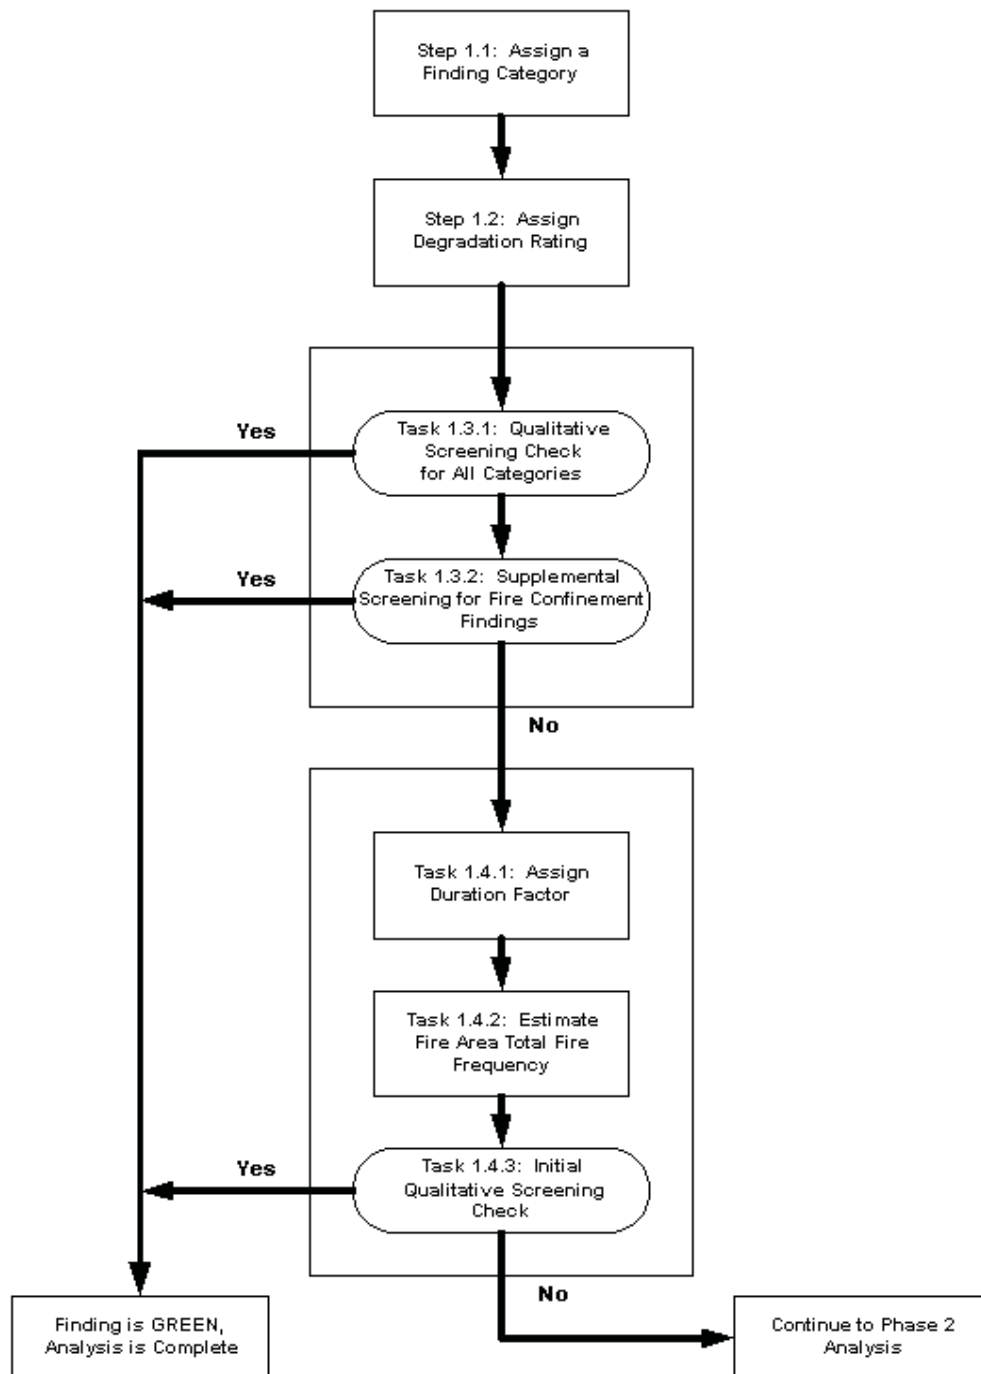 Step 1.1: Assign a
Finding Category
Step 1.2: Assign
Degradation Rating
Yes
Task 1.3.1: Qualitative
Screening Check
for All Categories
Yes
Task 1.3.2: Supplemental
Screening for Fire Confinement
Findings
No
Task 1.4.1: Assign
Duration Factor
Task 1.4.2: Estimate
Fire Area Total Fire
Frequency
Yes
Task 1.4.3: Initial
Qualitative Screening
Check
No
Finding is GREEN,
Analysis is Complete
Continue to Phase 2
Analysis